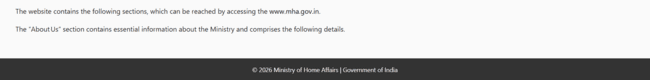 The website contains the following sections, which can be reached by accessing the www.mha.gov.in.
The "About Us" section contains essential information about the Ministry and comprises the following details.
© 2026 Ministry of Home Affairs | Government of India